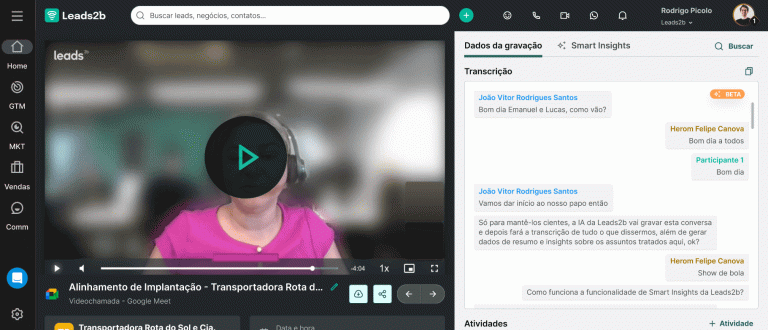 Leads2b
Buscar leads, negócios, contatos...
Rodrigo Picolo
Leads2b
1
Home
GTM
MKT
Vendas
Comm
leads2b
-4:04
1x
Alinhamento de Implantação - Transportadora Rota d...
Videochamada - Google Meet
Transportadora Rota do Sol e Cia.
Data e hora
Dados da gravação
Smart Insights
Buscar
Transcrição
BETA
João Vitor Rodrigues Santos
Bom dia Emanuel e Lucas, como vão?
Herom Felipe Canova
Bom dia a todos
Participante 1
Bom dia
João Vitor Rodrigues Santos
Vamos dar início ao nosso papo então
Só para mantê-los cientes, a IA da Leads2b vai gravar esta conversa
e depois fará a transcrição de tudo o que dissermos, além de gerar
dados de resumo e insights sobre os assuntos tratados aqui, ok?
Herom Felipe Canova
Show de bola
Como funciona a funcionalidade de Smart Insights da Leads2b?
Atividades
+ Atividade